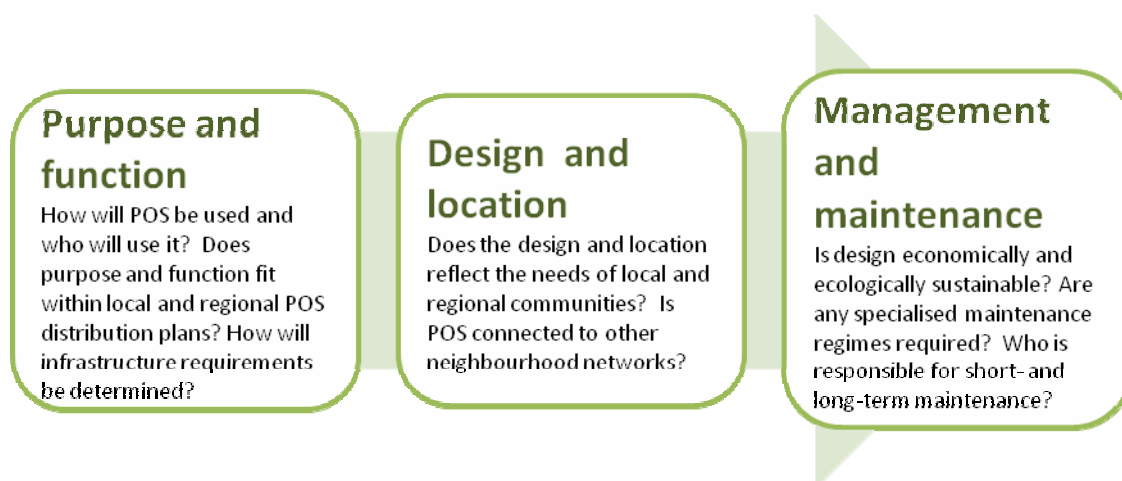 Purpose and
function
How will POS be used and
who will use it? Does
purpose and function fit
within local and regional POS
distribution plans? How will
infrastructure requirements
be determined?
Design and
location
Does the design and location
reflect the needs of local and
regional communities? Is
POS connected to other
neighbourhood networks?
Management
and
maintenance
Is design economically and
ecologically sustainable? Are
any specialised maintenance
regimes required? Who is
responsible for short- and
long-term maintenance?